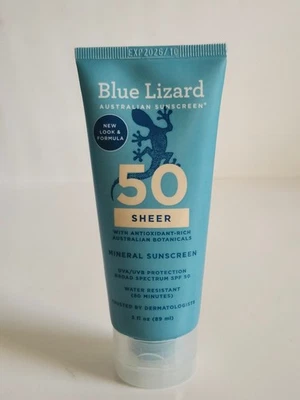 EXP2026/10
Blue Lizard
AUSTRALIAN SUNSCREEN®
NEW
LOOK &
FORMULA
50
SHEER
WITH ANTIOXIDANT-RICH
AUSTRALIAN BOTANICALS
MINERAL SUNSCREEN
UVA/UVB PROTECTION
BROAD SPECTRUM SPF 50
WATER RESISTANT
(80 MINUTES)
TRUSTED BY DERMATOLOGISTS
3 fl oz (89 ml)